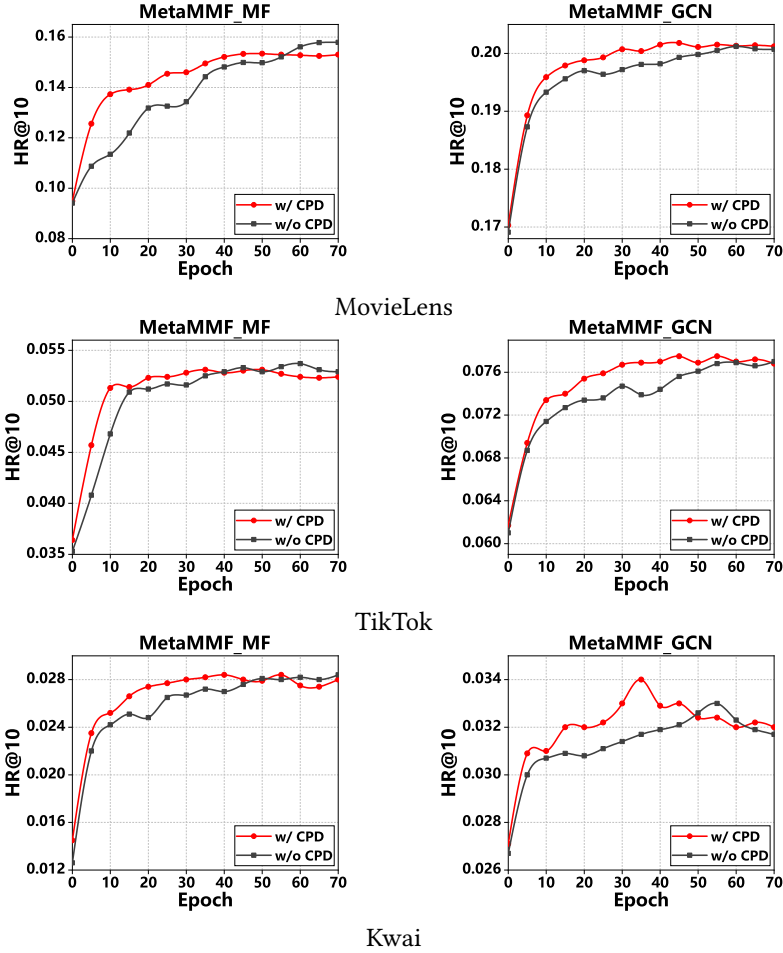 MetaMMF_MF
HR@10
0.16
0.14
0.12
0.10
0.08
0 10 20 30 40 50 60 70
Epoch
w/ CPD
w/o CPD
MetaMMF_GCN
HR@10
0.20
0.19
0.18
0.17
0 10 20 30 40 50 60 70
Epoch
w/ CPD
w/o CPD
MovieLens
MetaMMF_MF
HR@10
0.055
0.050
0.045
0.040
0.035
0 10 20 30 40 50 60 70
Epoch
w/ CPD
w/o CPD
MetaMMF_GCN
HR@10
0.076
0.072
0.068
0.064
0.060
0 10 20 30 40 50 60 70
Epoch
w/ CPD
w/o CPD
TikTok
MetaMMF_MF
HR@10
0.028
0.024
0.020
0.016
0.012
0 10 20 30 40 50 60 70
Epoch
w/ CPD
w/o CPD
MetaMMF_GCN
HR@10
0.034
0.032
0.030
0.028
0.026
0 10 20 30 40 50 60 70
Epoch
w/ CPD
w/o CPD
Kwai